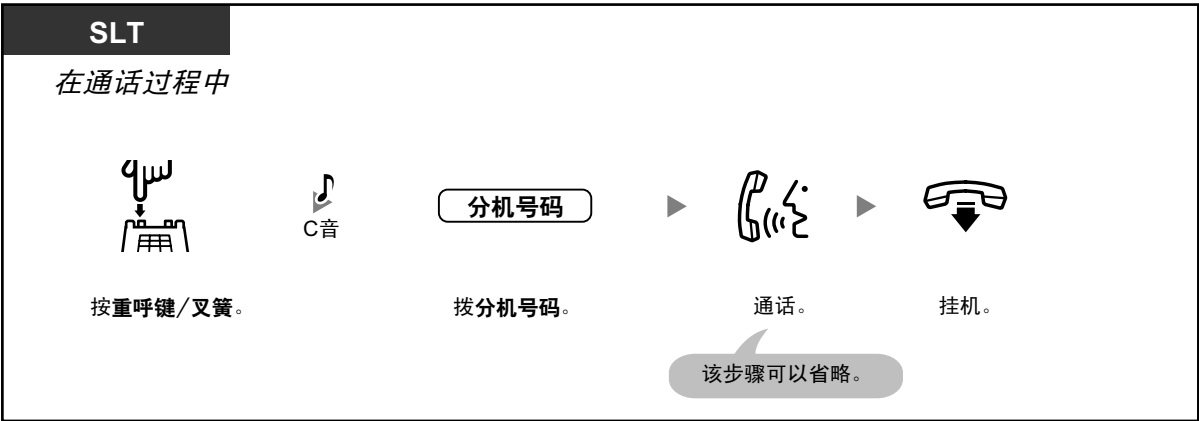 SLT
在通话过程中
C音
分机号码
按重呼键/叉簧。
拨分机号码。
通话。
挂机。
该步骤可以省略。